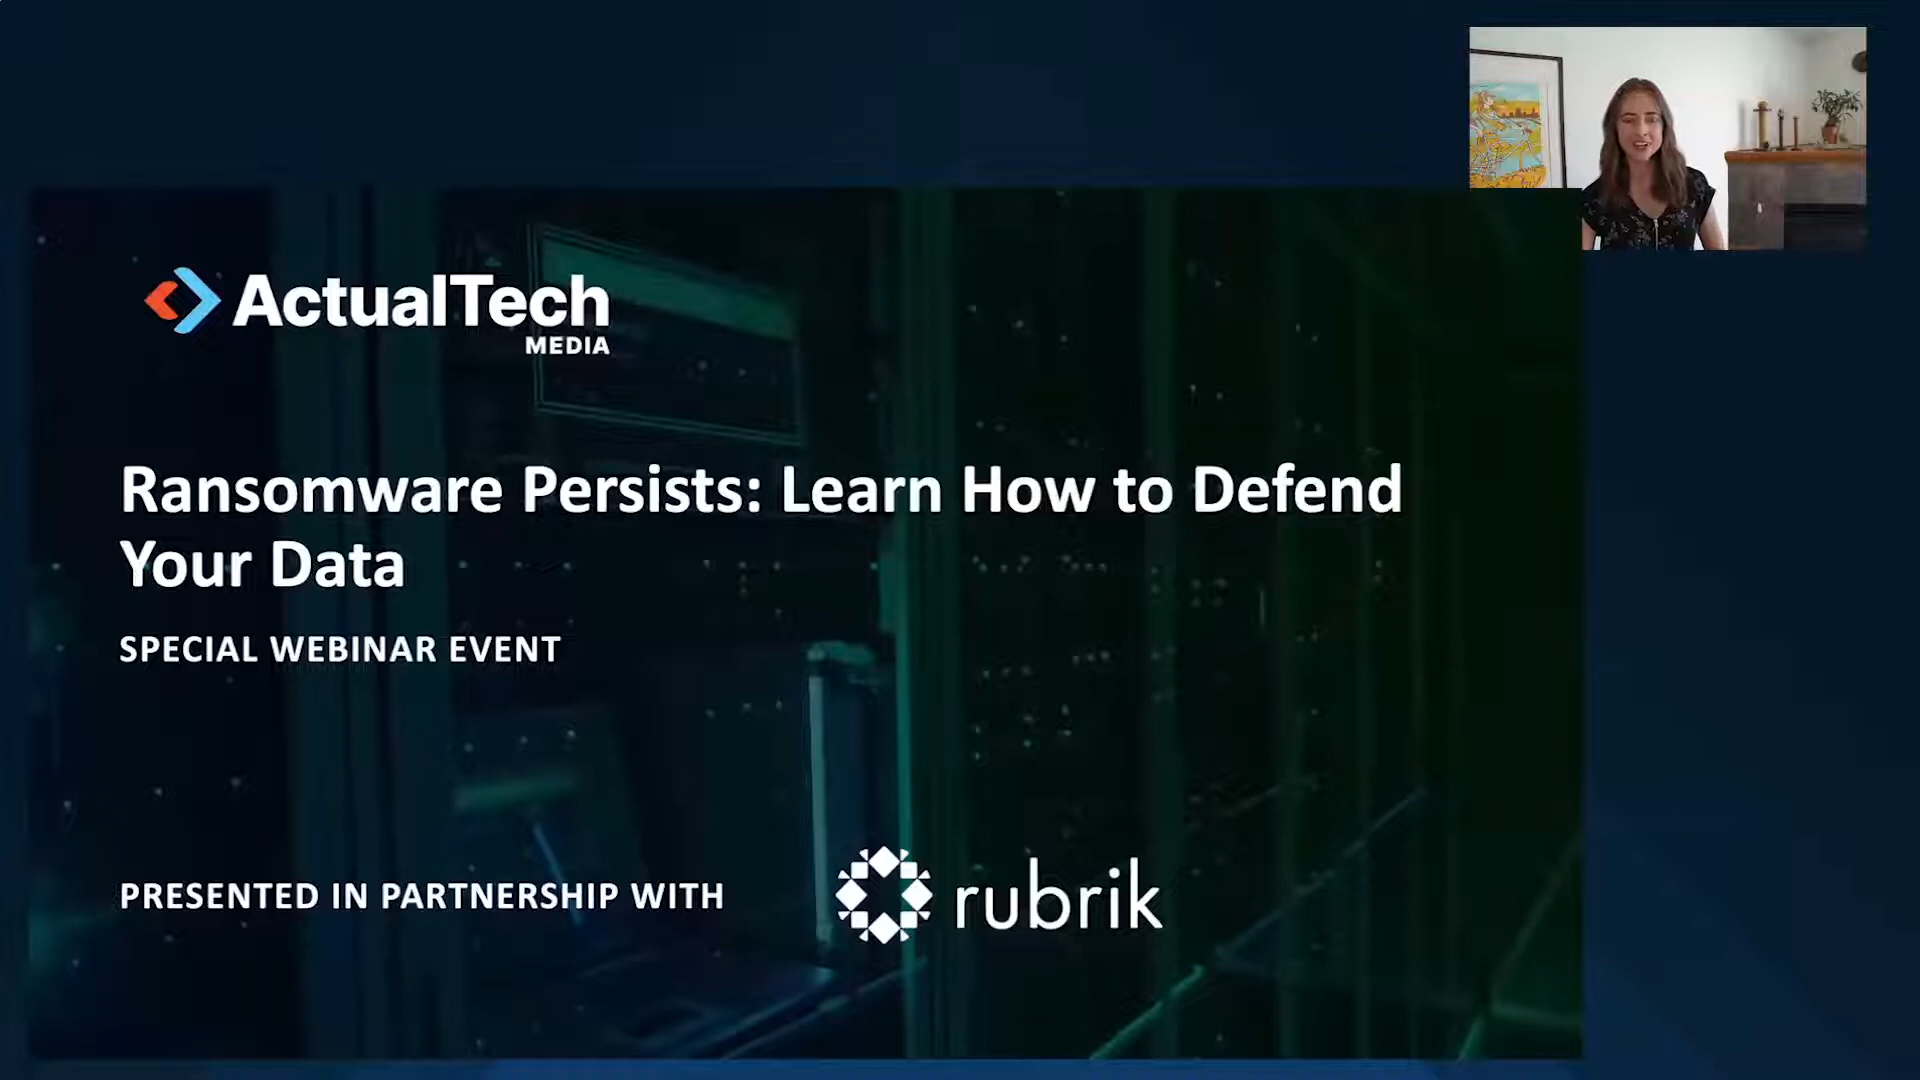 ActualTech
MEDIA
Ransomware Persists: Learn How to Defend
Your Data
SPECIAL WEBINAR EVENT
PRESENTED IN PARTNERSHIP WITH
rubrik